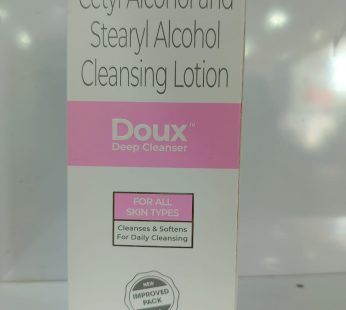 Cetyl Alcohol and
Stearyl Alcohol
Cleansing Lotion
Doux™
Deep Cleanser
FOR ALL
SKIN TYPES
Cleanses & Softens
For Daily Cleansing
NEW
IMPROVED
PACK